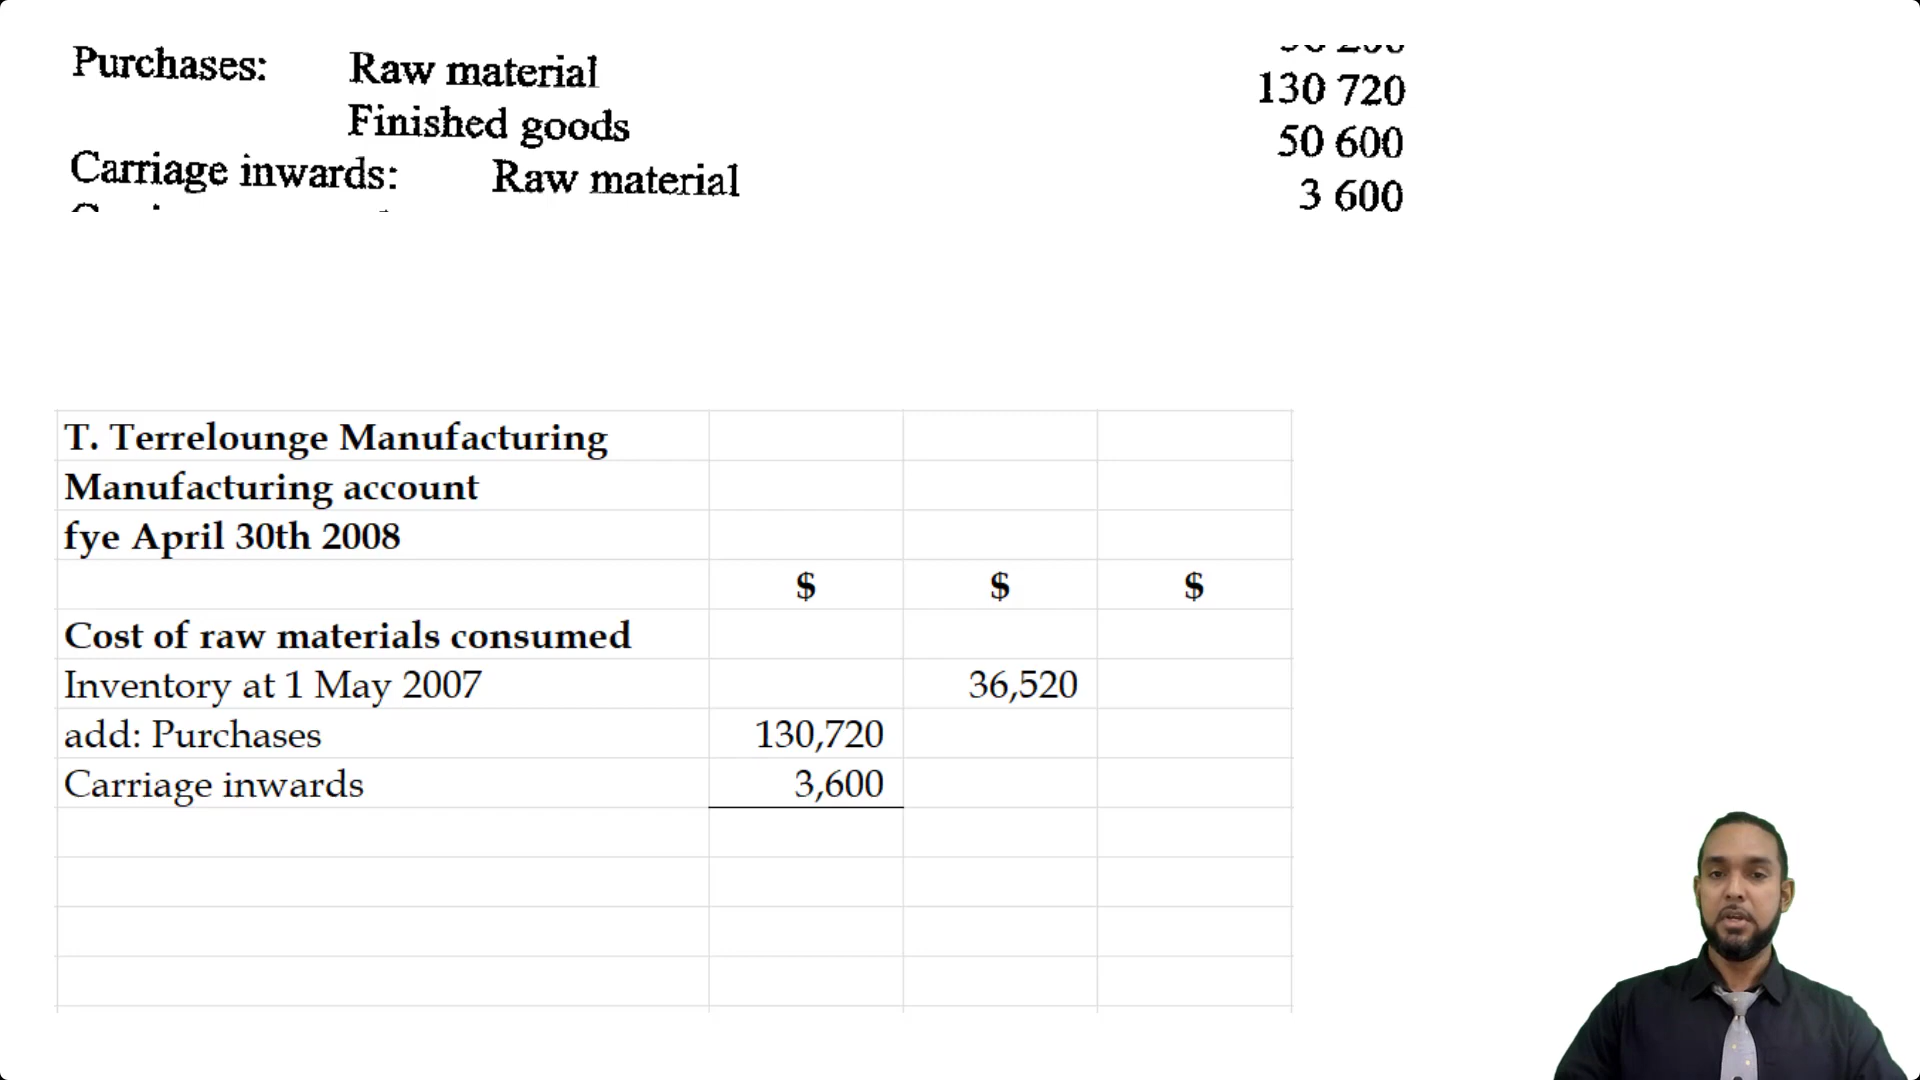 Purchases: Raw material 130 720
Finished goods 50 600
Carriage inwards: Raw material 3 600
T. Terrelounge Manufacturing
Manufacturing account
fye April 30th 2008
$ $ $
Cost of raw materials consumed
Inventory at 1 May 2007 36,520
add: Purchases 130,720
Carriage inwards 3,600